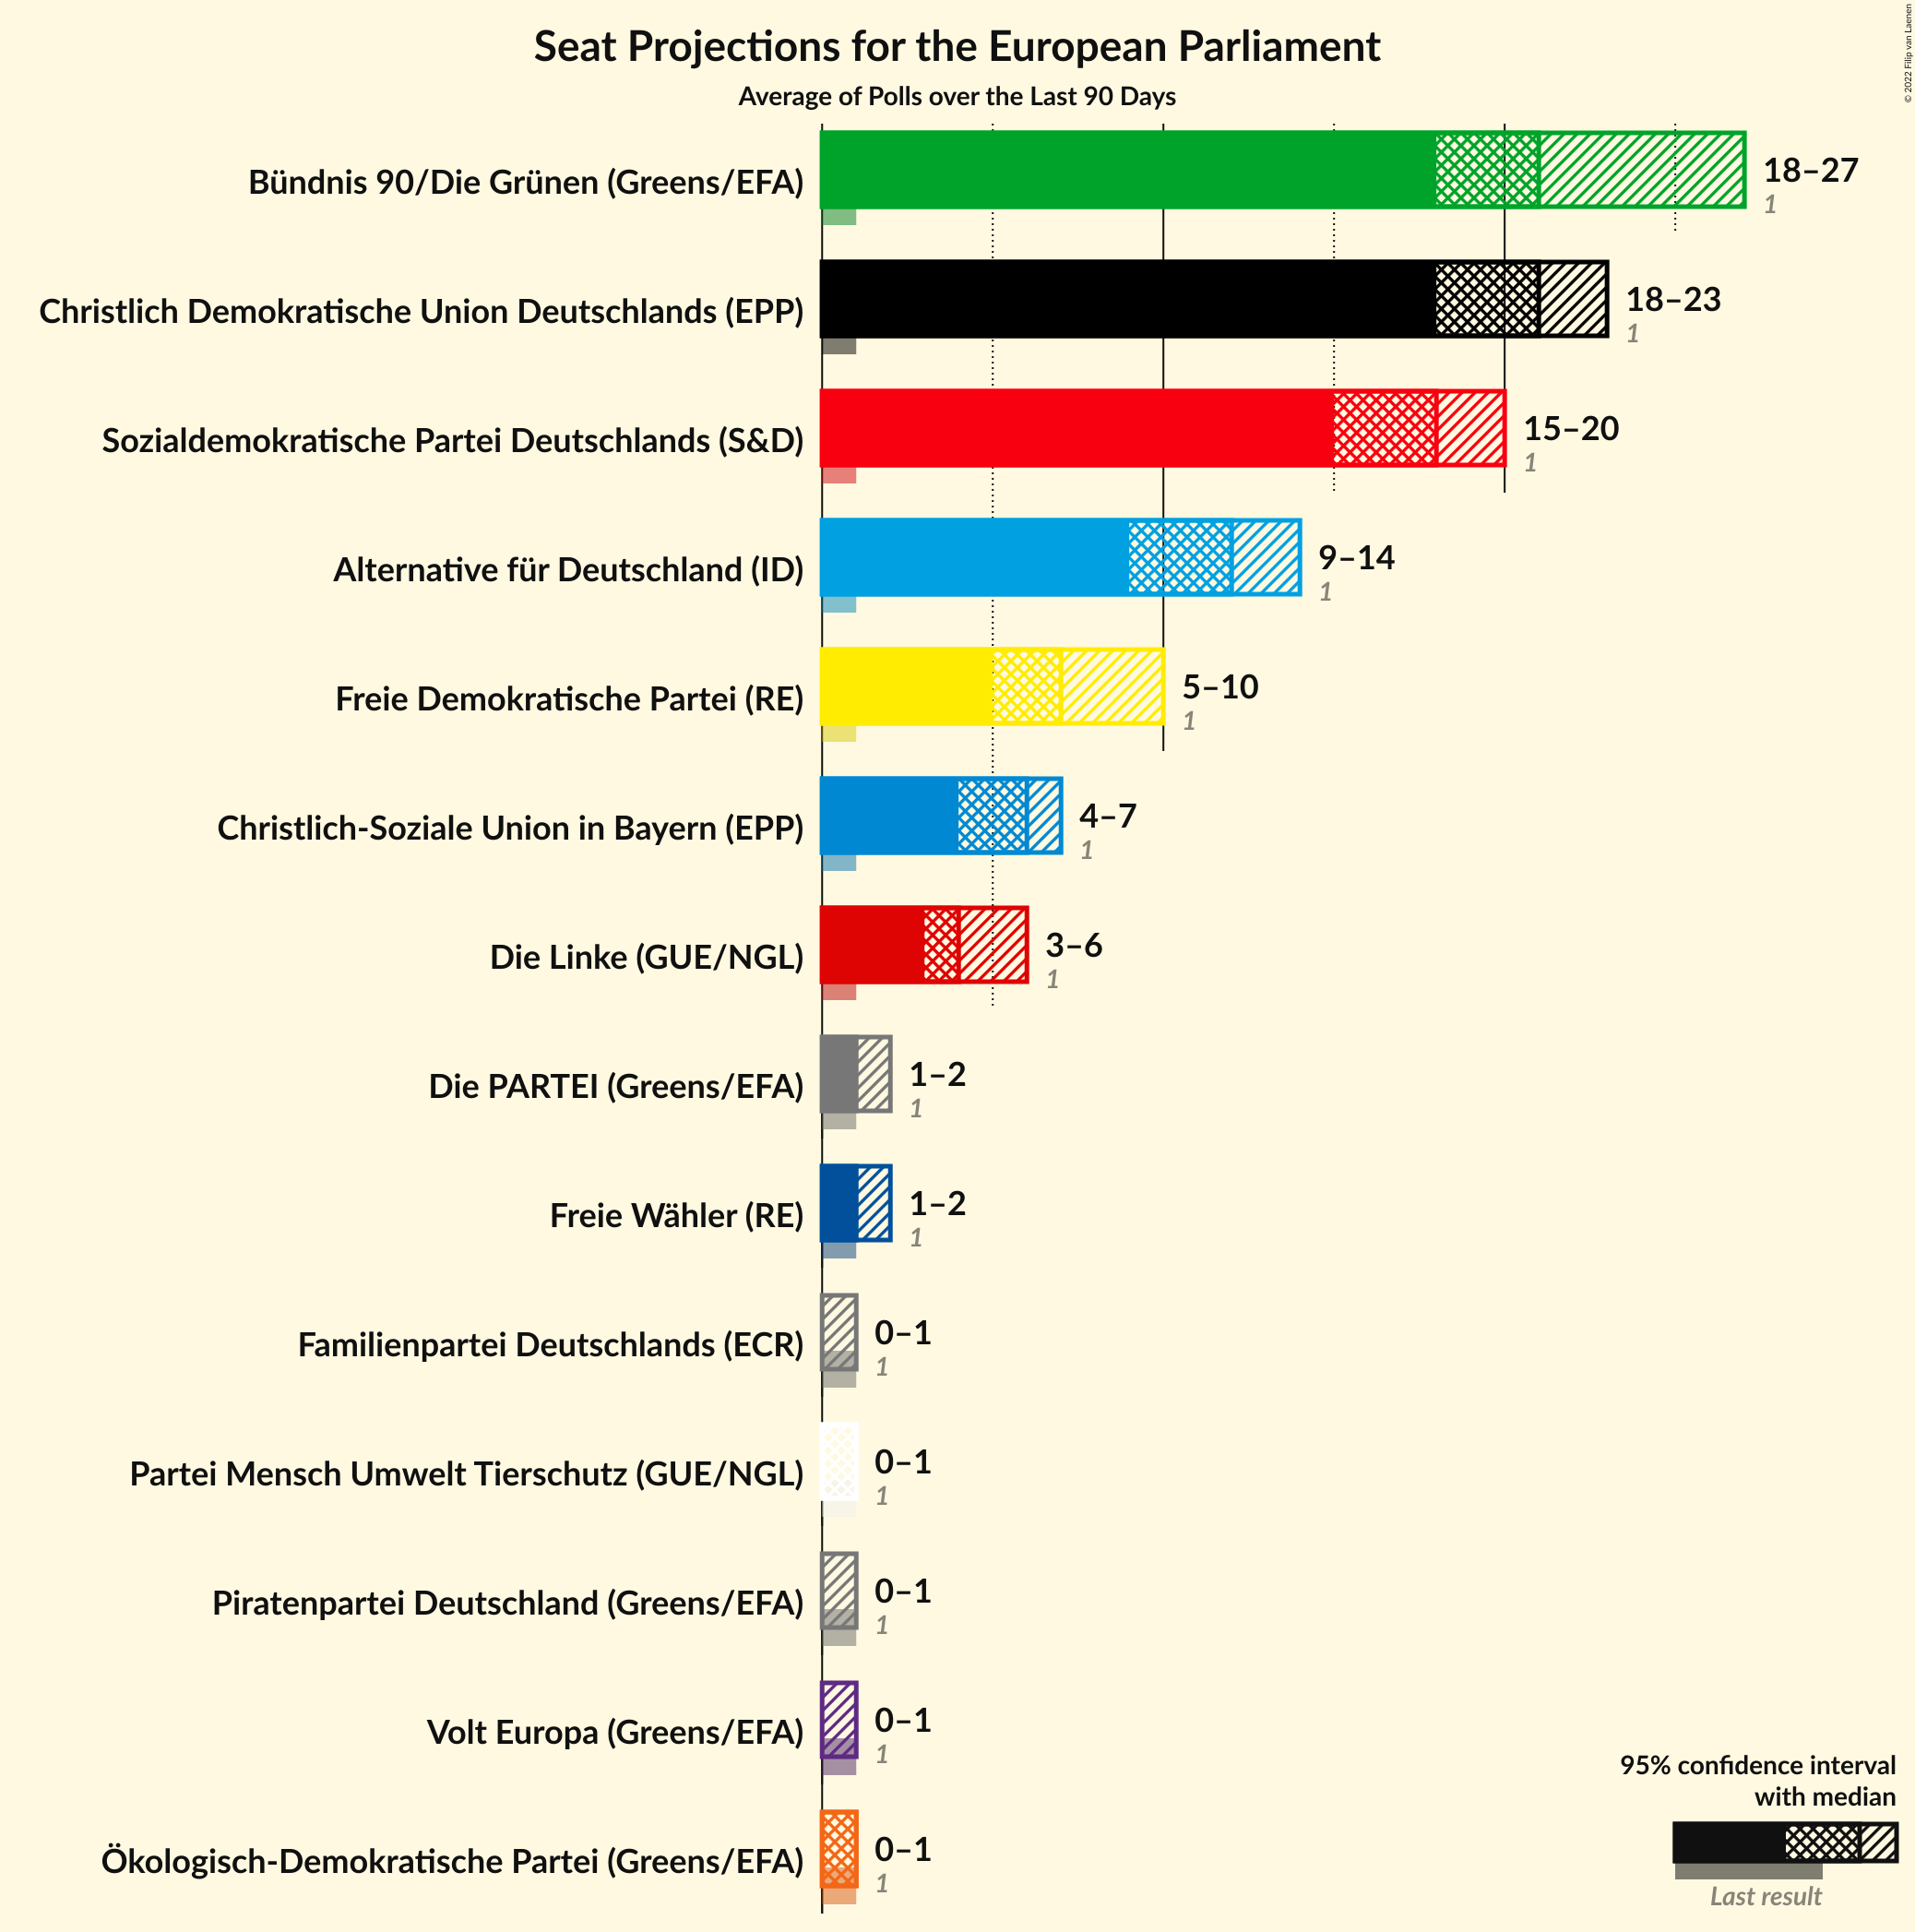 Seat Projections for the European Parliament
Average of Polls over the Last 90 Days
© 2022 Filip van Laenen
Bündnis 90/Die Grünen (Greens/EFA)
18–27
1
Christlich Demokratische Union Deutschlands (EPP)
18–23
1
Sozialdemokratische Partei Deutschlands (S&D)
15–20
1
Alternative für Deutschland (ID)
9–14
1
Freie Demokratische Partei (RE)
5–10
1
Christlich-Soziale Union in Bayern (EPP)
4–7
1
Die Linke (GUE/NGL)
3–6
1
Die PARTEI (Greens/EFA)
1–2
1
Freie Wähler (RE)
1–2
1
Familienpartei Deutschlands (ECR)
0–1
1
Partei Mensch Umwelt Tierschutz (GUE/NGL)
0–1
1
Piratenpartei Deutschland (Greens/EFA)
0–1
1
Volt Europa (Greens/EFA)
0–1
1
Ökologisch-Demokratische Partei (Greens/EFA)
0–1
1
95% confidence interval
with median
Last result